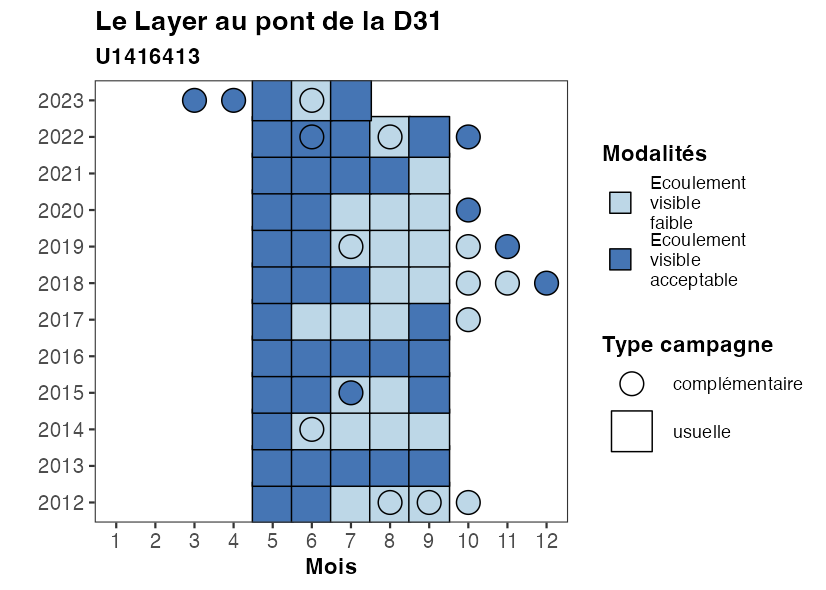 Le Layer au pont de la D31
U1416413
2023
2022
2021
2020
2019
2018
2017
2016
2015
2014
2013
2012
1 2 3 4 5 6 7 8 9 10 11 12
Mois
Modalités
Ecoulement
visible
faible
Ecoulement
visible
acceptable
Type campagne
complémentaire
usuelle